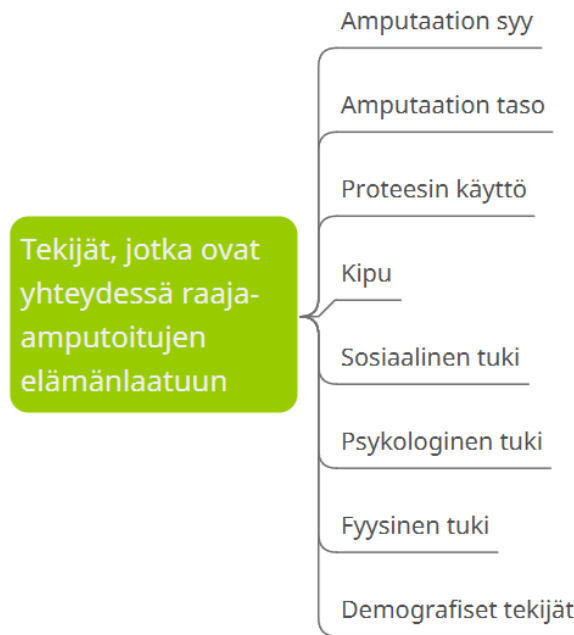 Tekijät, jotka ovat
yhteydessä raaja-
amputoitujen
elämänlaatuun
Amputaation syy
Amputaation taso
Proteesin käyttö
Kipu
Sosiaalinen tuki
Psykologinen tuki
Fyysinen tuki
Demografiset tekijät